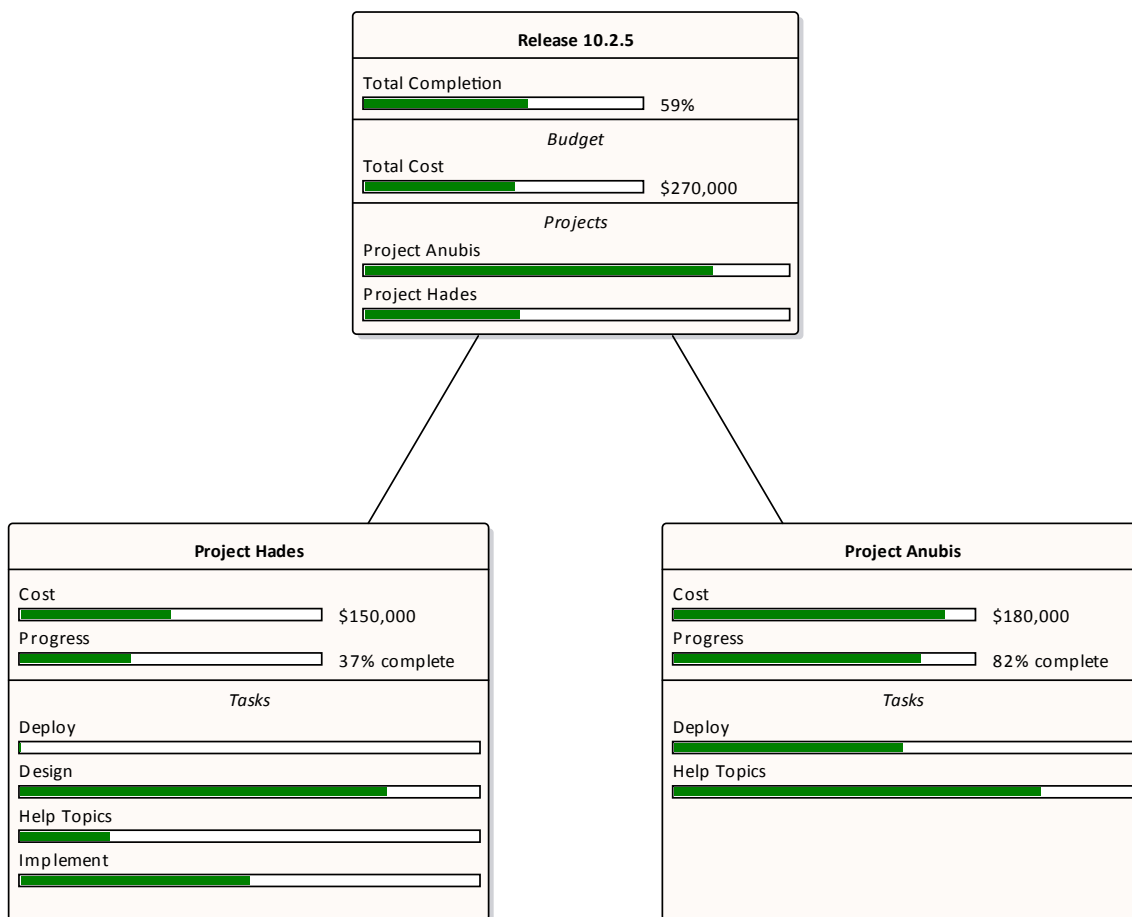 Release 10.2.5
Total Completion
59%
Budget
Total Cost
$270,000
Projects
Project Anubis
Project Hades
Project Hades
Cost
$150,000
Progress
37% complete
Tasks
Deploy
Design
Help Topics
Implement
Project Anubis
Cost
$180,000
Progress
82% complete
Tasks
Deploy
Help Topics